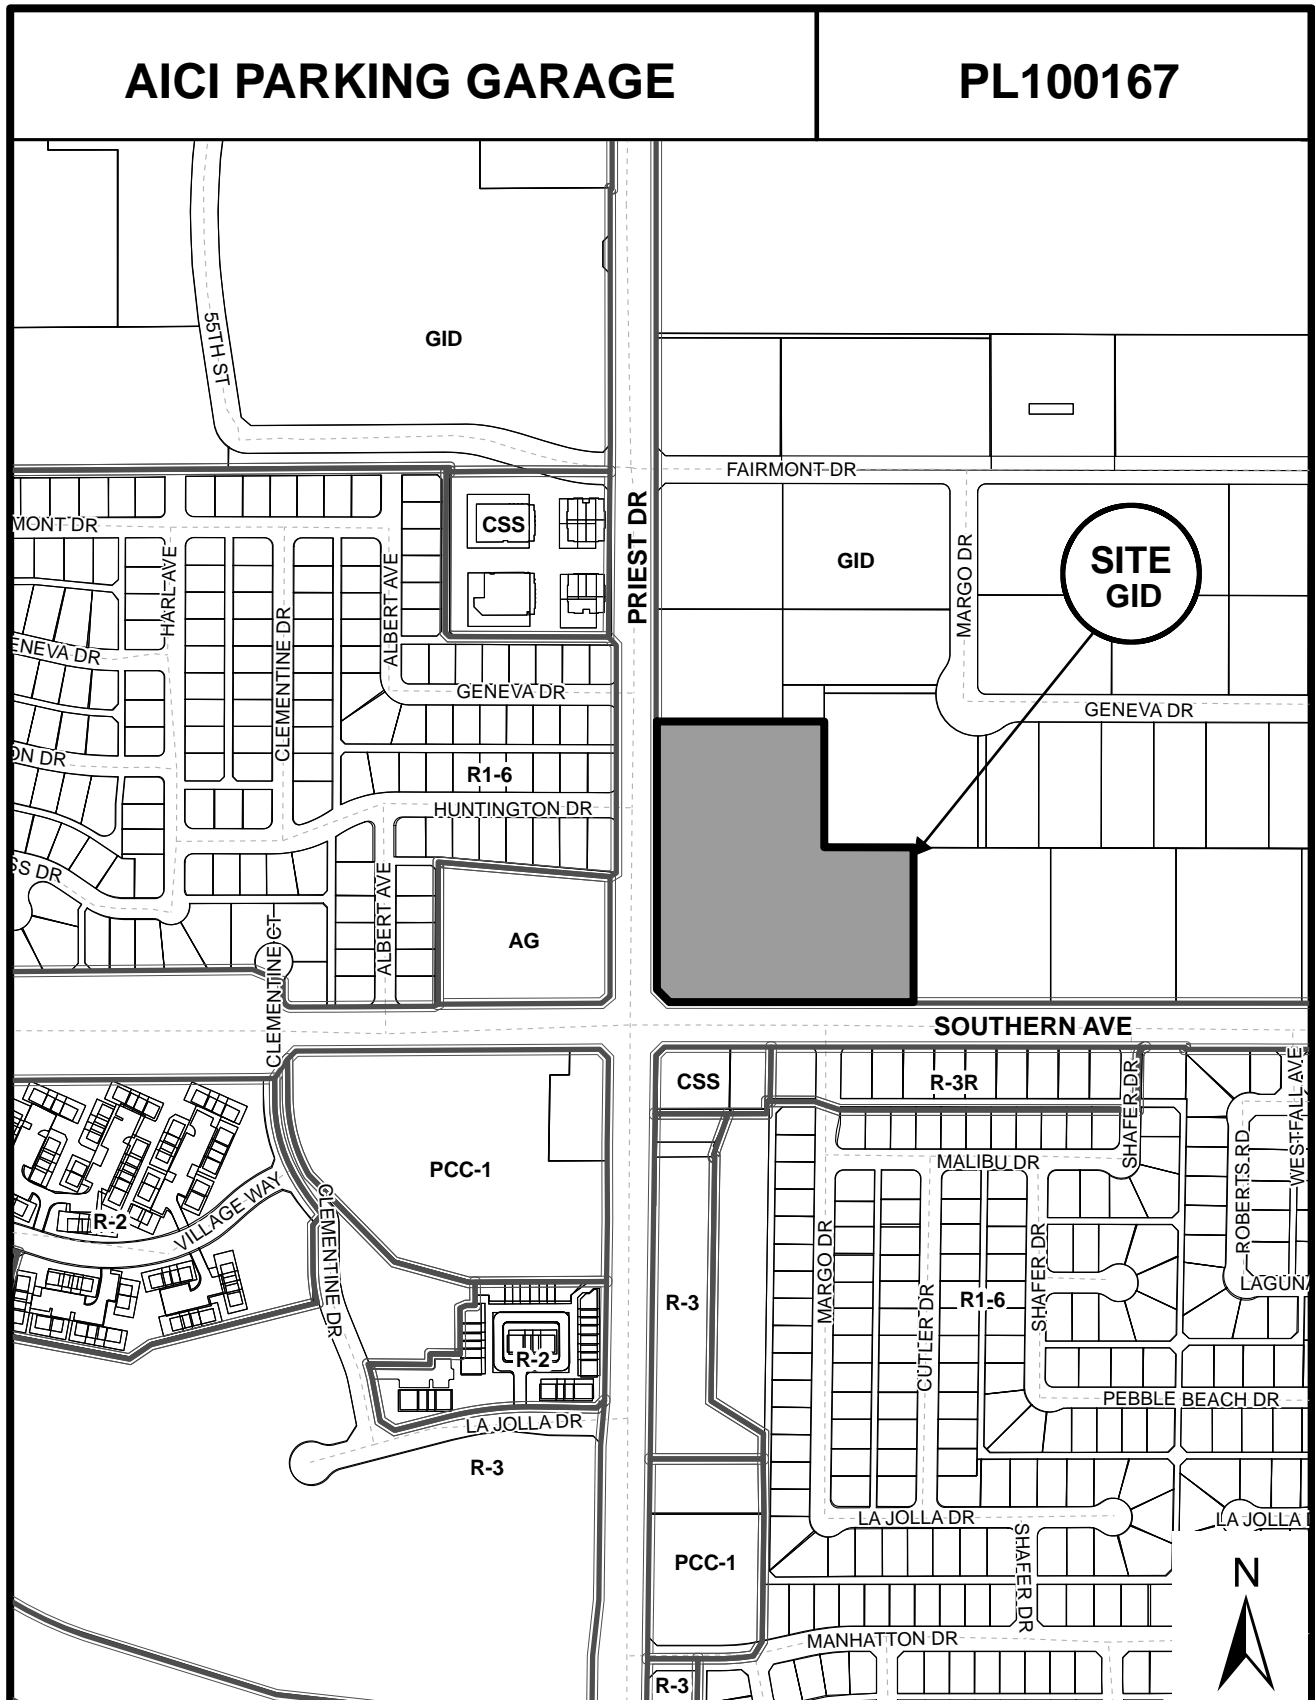 AICI PARKING GARAGE
PL100167
55TH ST
GID
FAIRMONT DR
MONT DR
CSS
PRIEST DR
GID
MARGO DR
SITE
GID
HARL AVE
ALBERT AVE
CLEMENTINE DR
ENEVA DR
GENEVA DR
GENEVA DR
ON DR
R1-6
HUNTINGTON DR
SS DR
ALBERT AVE
AG
CLEMENTINE CT
SOUTHERN AVE
CSS
R-3R
SHAFER DR
WESTFALL AVE
ROBERTS RD
MALIBU DR
PCC-1
R-2
VILLAGE WAY
CLEMENTINE DR
MARGO DR
SHAFER DR
LAGUNA
R-3
CUTLER DR
R1-6
R-2
PEBBLE BEACH DR
LA JOLLA DR
R-3
LA JOLLA DR
LA JOLLA
SHAFER DR
PCC-1
N
MANHATTON DR
R-3